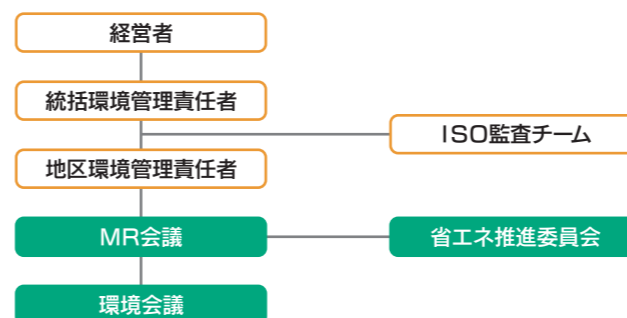 経営者
統括環境管理責任者
ISO監査チーム
地区環境管理責任者
MR会議
省エネ推進委員会
環境会議